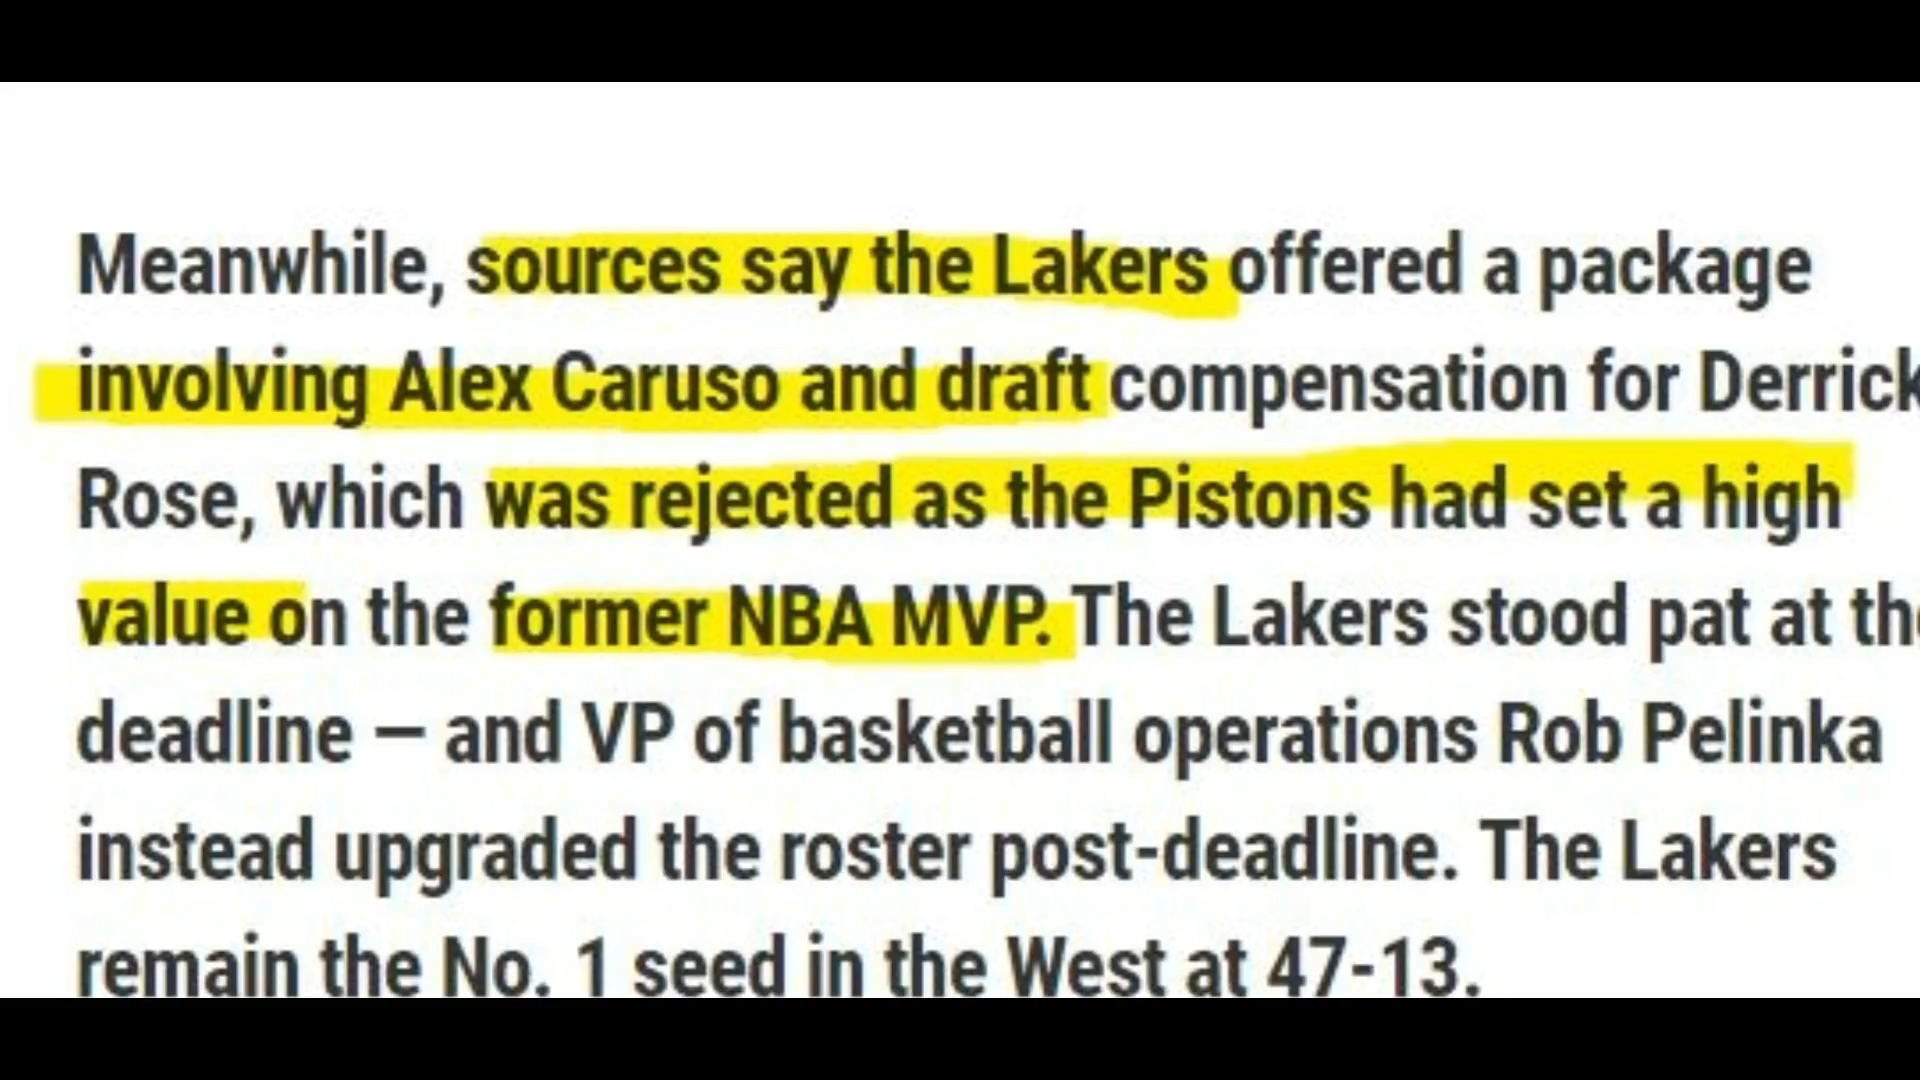 Meanwhile, sources say the Lakers offered a package
involving Alex Caruso and draft compensation for Derrick
Rose, which was rejected as the Pistons had set a high
value on the former NBA MVP. The Lakers stood pat at the
deadline — and VP of basketball operations Rob Pelinka
instead upgraded the roster post-deadline. The Lakers
remain the No. 1 seed in the West at 47-13.